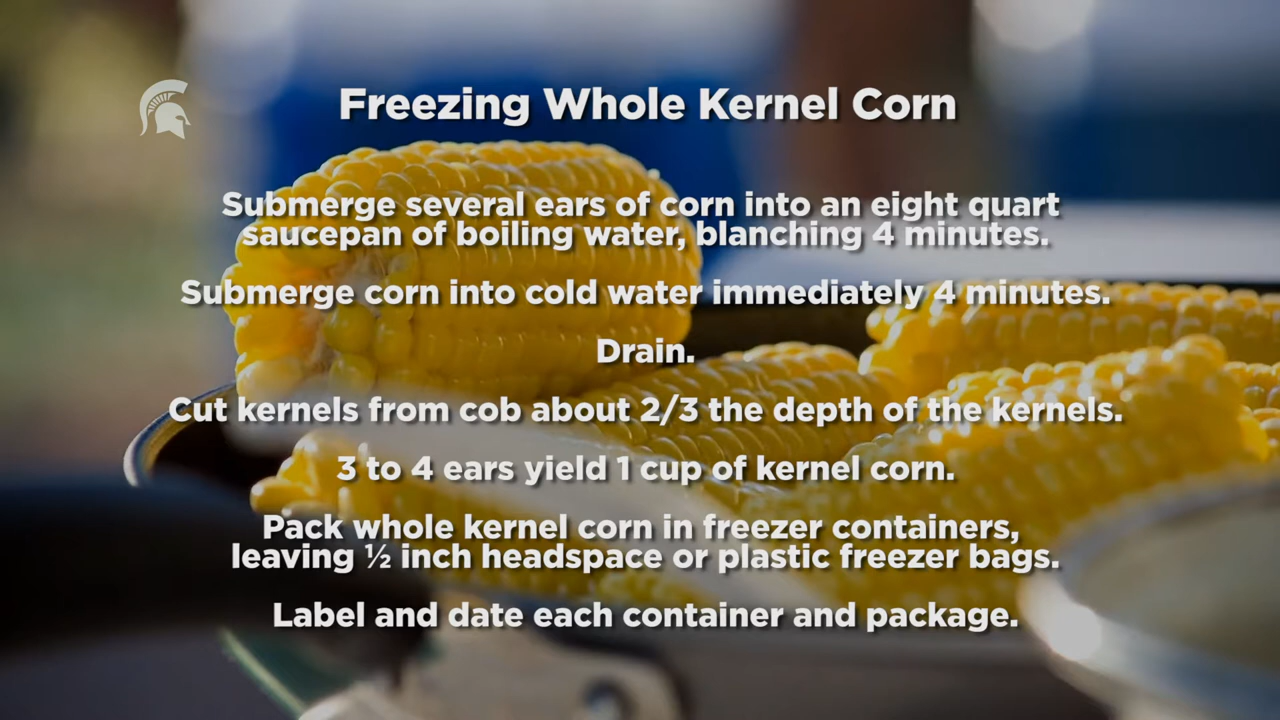 Freezing Whole Kernel Corn
Submerge several ears of corn into an eight quart
saucepan of boiling water, blanching 4 minutes.
Submerge corn into cold water immediately 4 minutes.
Drain.
Cut kernels from cob about 2/3 the depth of the kernels.
3 to 4 ears yield 1 cup of kernel corn.
Pack whole kernel corn in freezer containers,
leaving ½ inch headspace or plastic freezer bags.
Label and date each container and package.